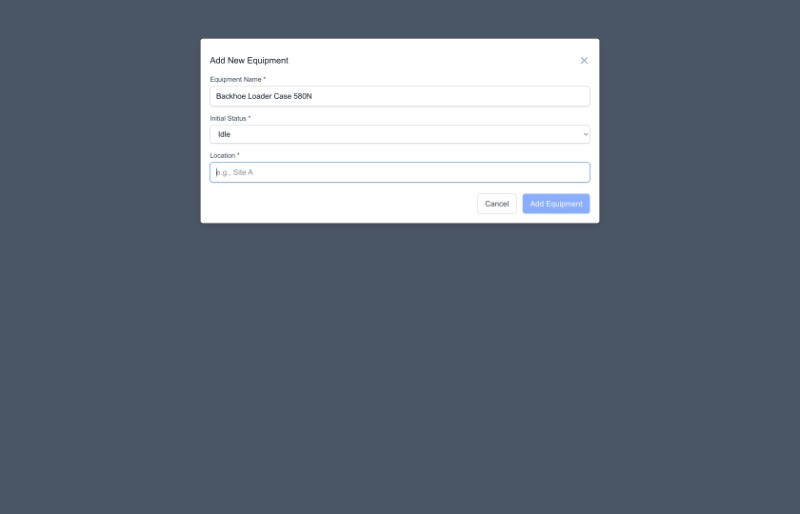 Add New Equipment
Equipment Name *
Backhoe Loader Case 580N
Initial Status *
Idle
Location *
e.g., Site A
Cancel
Add Equipment